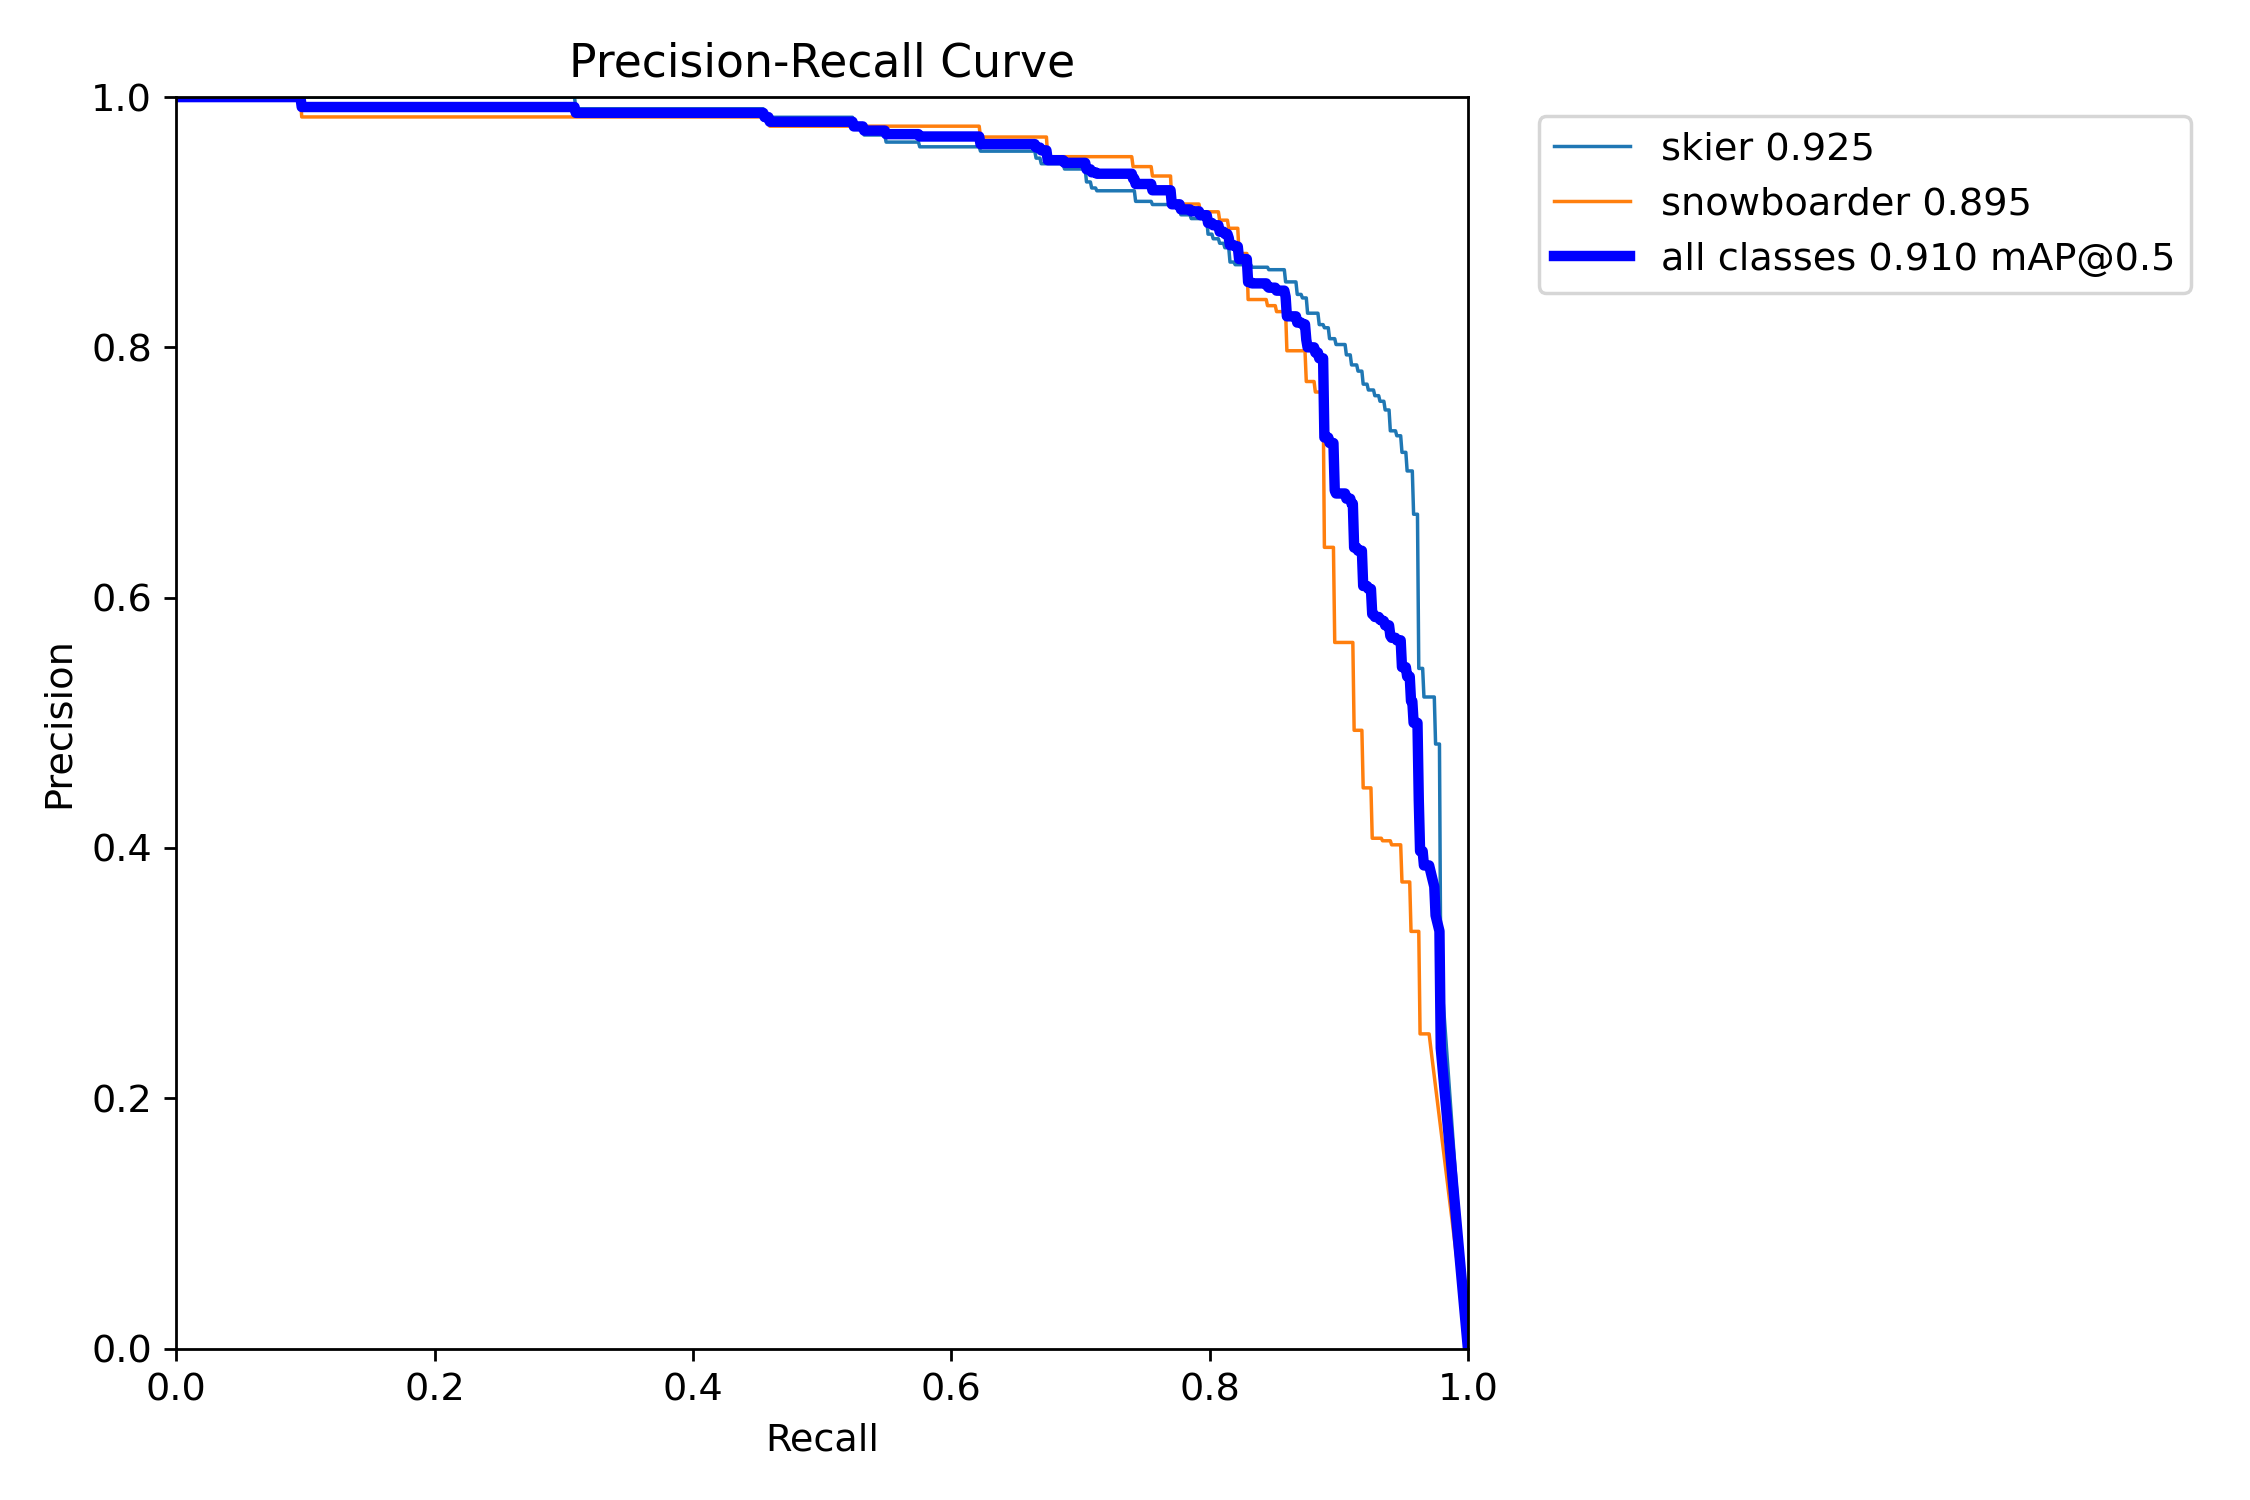 Precision-Recall Curve
1.0
0.8
0.6
0.4
0.2
0.0
Precision
0.0 0.2 0.4 0.6 0.8 1.0
Recall
skier 0.925
snowboarder 0.895
all classes 0.910 mAP@0.5